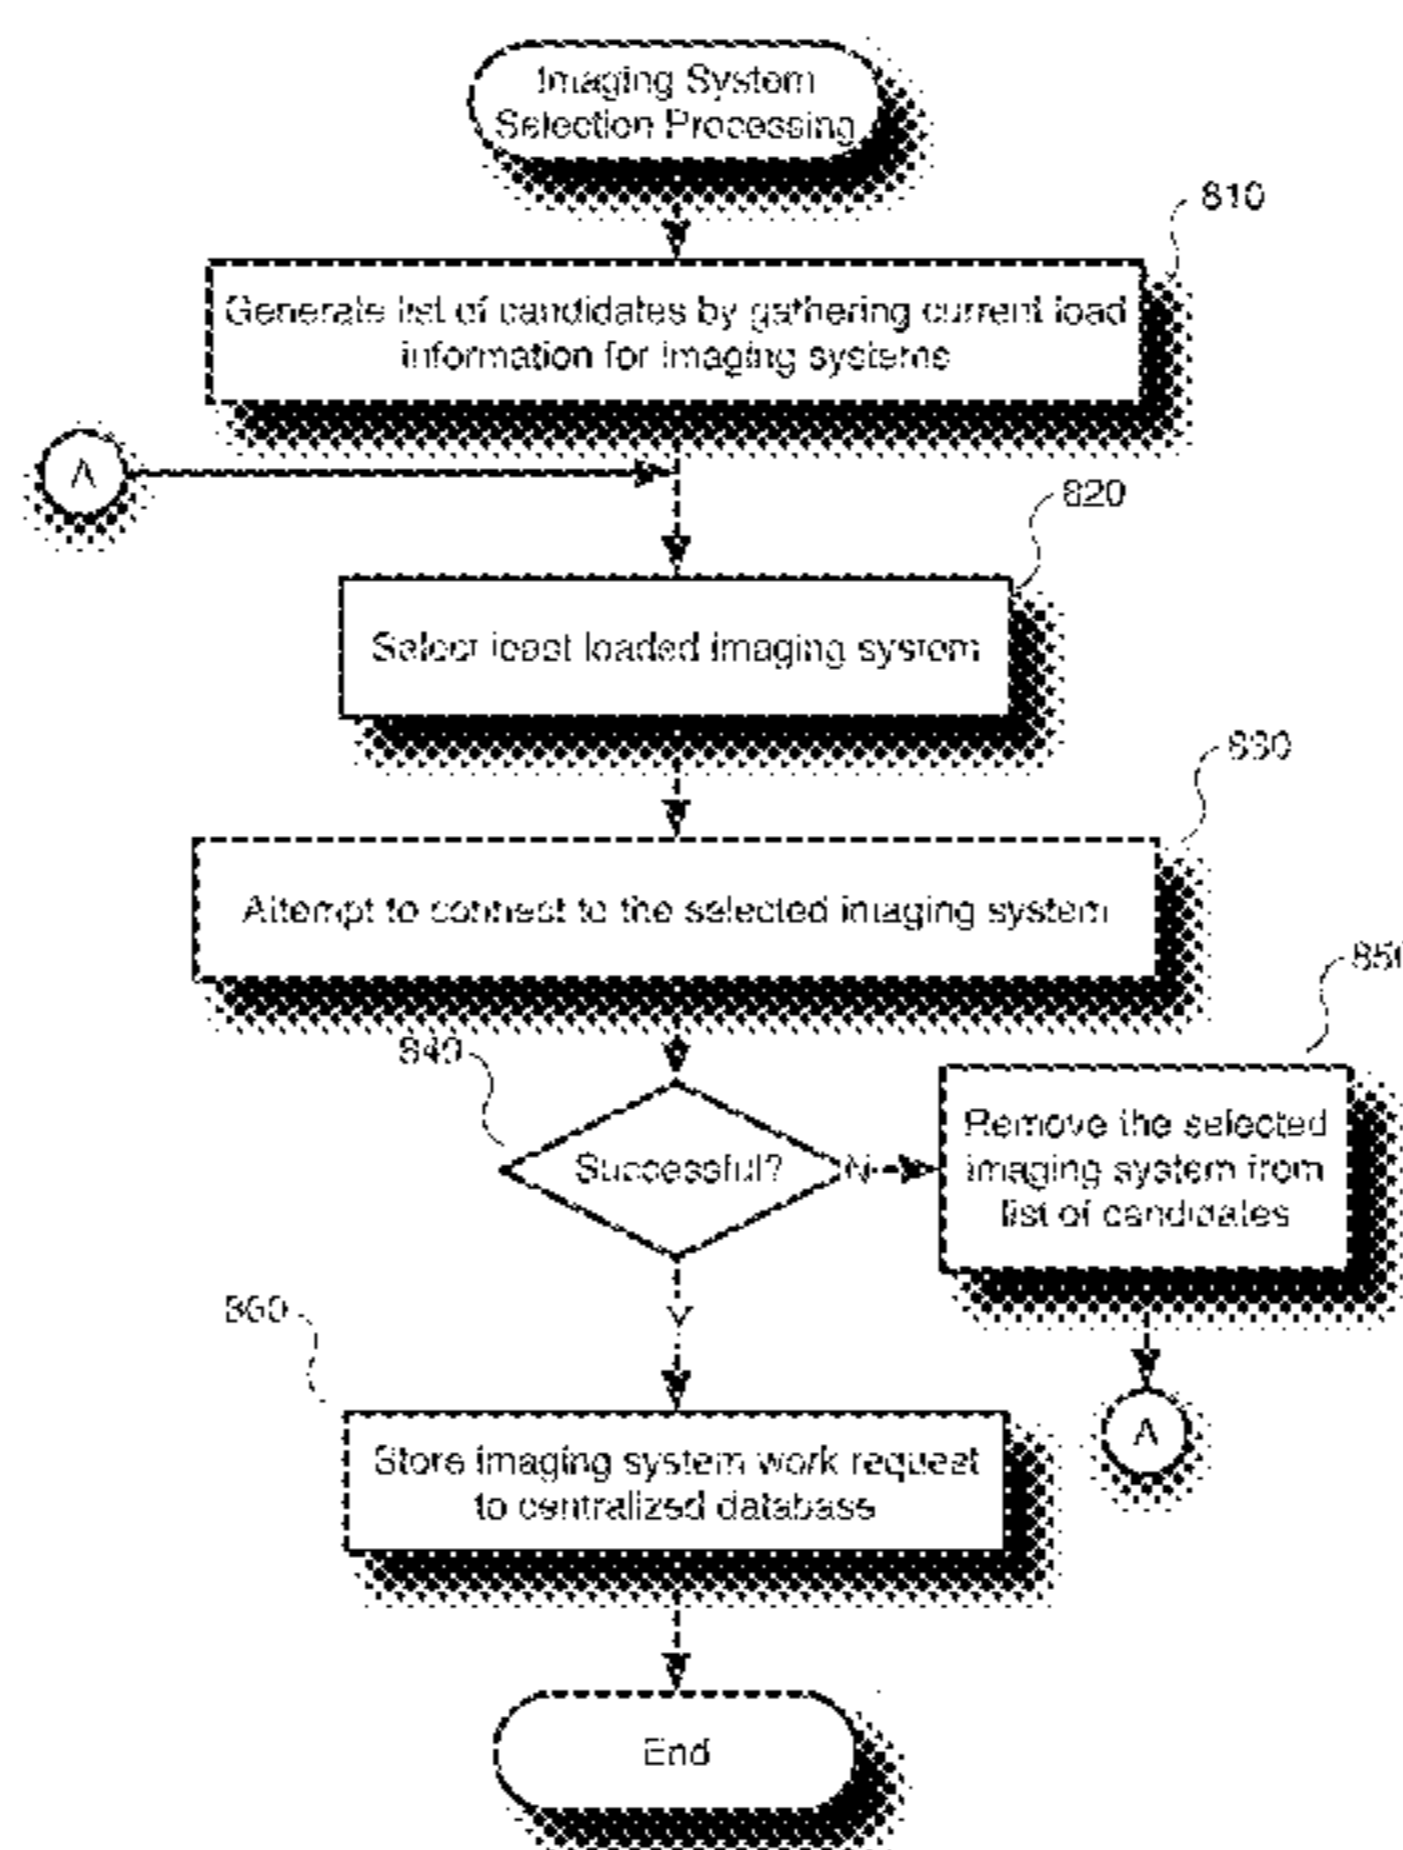 Imaging System
Selection Processing
810
Generate list of candidates by gathering current load
information for imaging systems
A
820
Select least loaded imaging system
830
Attempt to connect to the selected imaging system
840
850
Successful?
N
Remove the selected
imaging system from
list of candidates
Y
860
A
Store imaging system work request
to centralized database
End